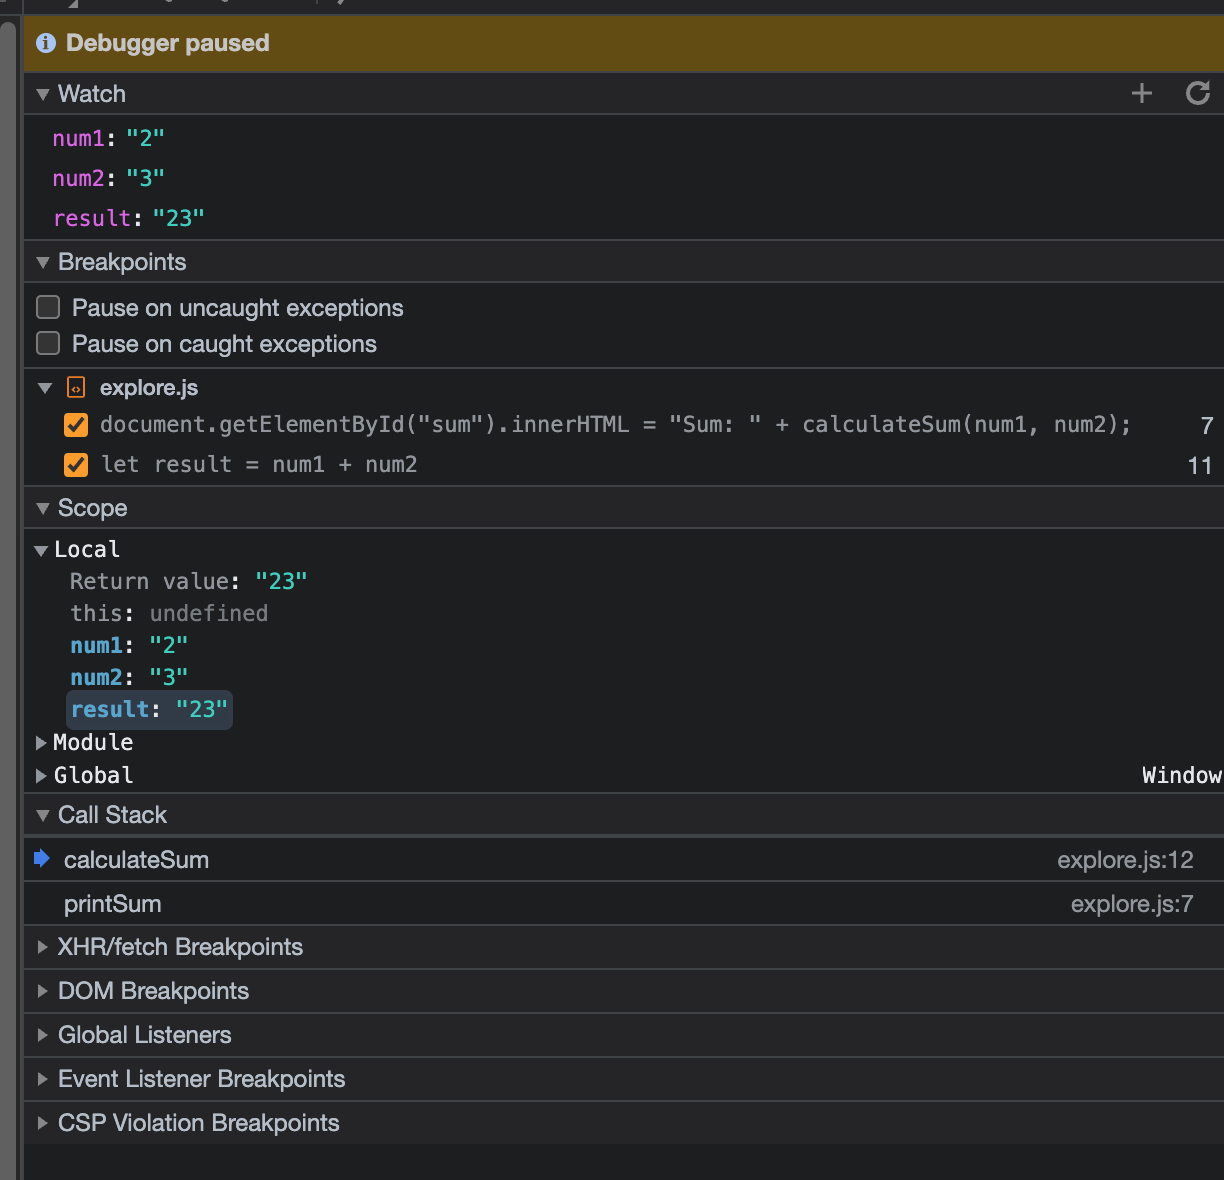 Debugger paused
Watch
num1: "2"
num2: "3"
result: "23"
Breakpoints
Pause on uncaught exceptions
Pause on caught exceptions
explore.js
document.getElementById("sum").innerHTML = "Sum: " + calculateSum(num1, num2); 7
let result = num1 + num2 11
Scope
Local
Return value: "23"
this: undefined
num1: "2"
num2: "3"
result: "23"
Module
Global Window
Call Stack
calculateSum explore.js:12
printSum explore.js:7
XHR/fetch Breakpoints
DOM Breakpoints
Global Listeners
Event Listener Breakpoints
CSP Violation Breakpoints